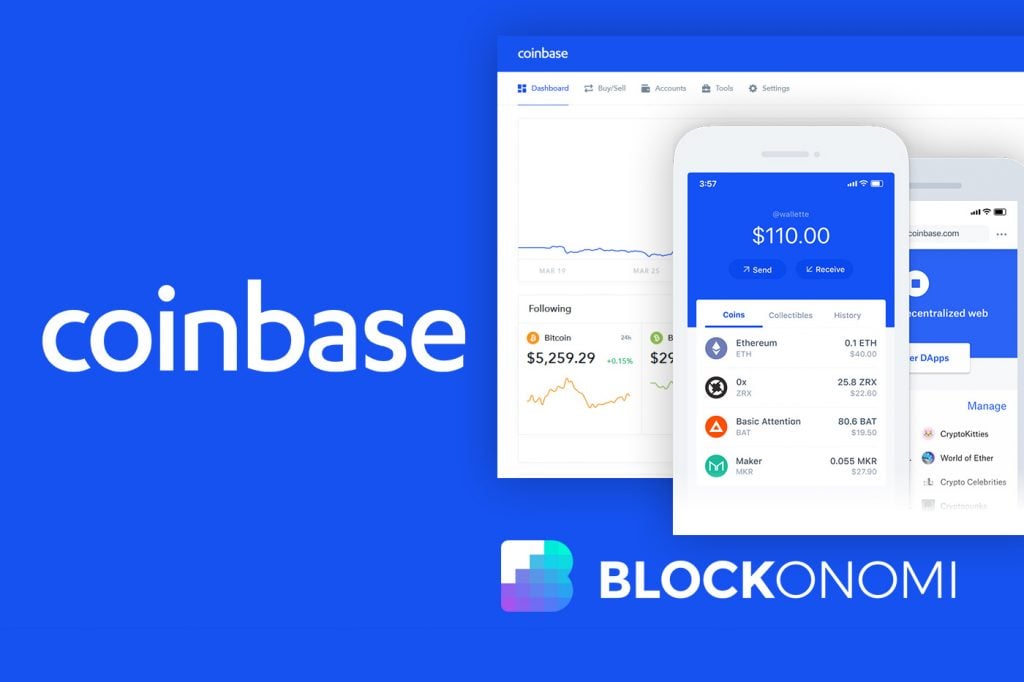 coinbase
coinbase
Dashboard Buy/Sell Accounts Tools Settings
MAR 19 MAR 25
Following
Bitcoin 24h
$5,259.29 +0.15%
$29
3:57
@wallette
$110.00
Send Receive
Coins Collectibles History
Ethereum 0.1 ETH
ETH $40.00
0x 25.8 ZRX
ZRX $22.60
Basic Attention 80.6 BAT
BAT $19.50
Maker 0.055 MKR
MKR $27.90
coinbase.com
ecentralized web
er DApps
Manage
CryptoKitties
World of Ether
Crypto Celebrities
Cryptopunks
BLOCKONOMI